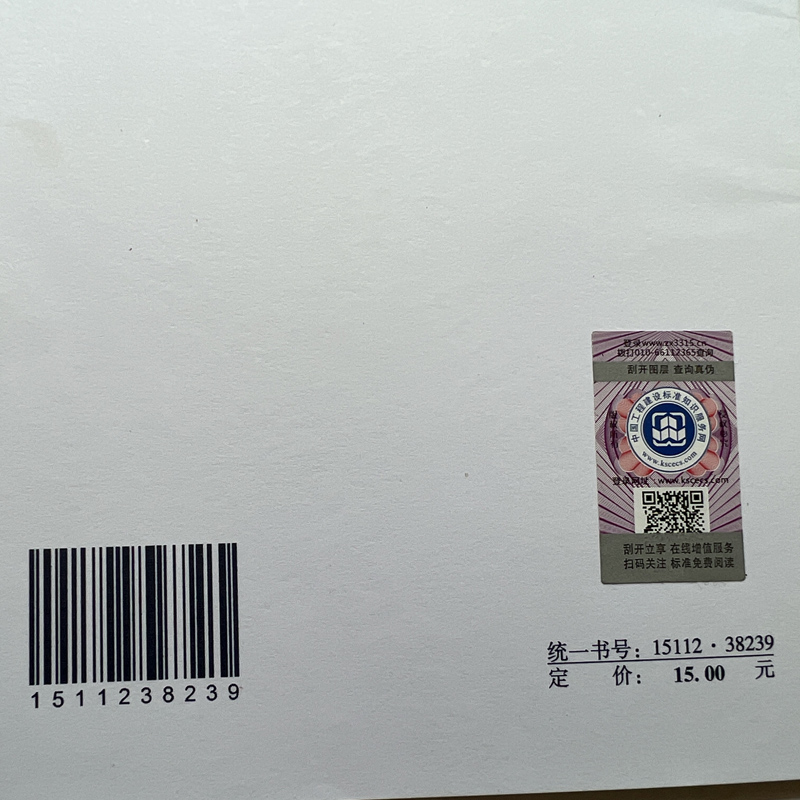 登录www.zx3315.cn
拨打010-66112365查询
刮开图层 查询真伪
中国工程建设标准知识服务网
www.kscecs.com
登录网址：www.kscecs.com
刮开立享 在线增值服务
扫码关注 标准免费阅读
统一书号：15112·38239
定 价：15.00 元
1511238239